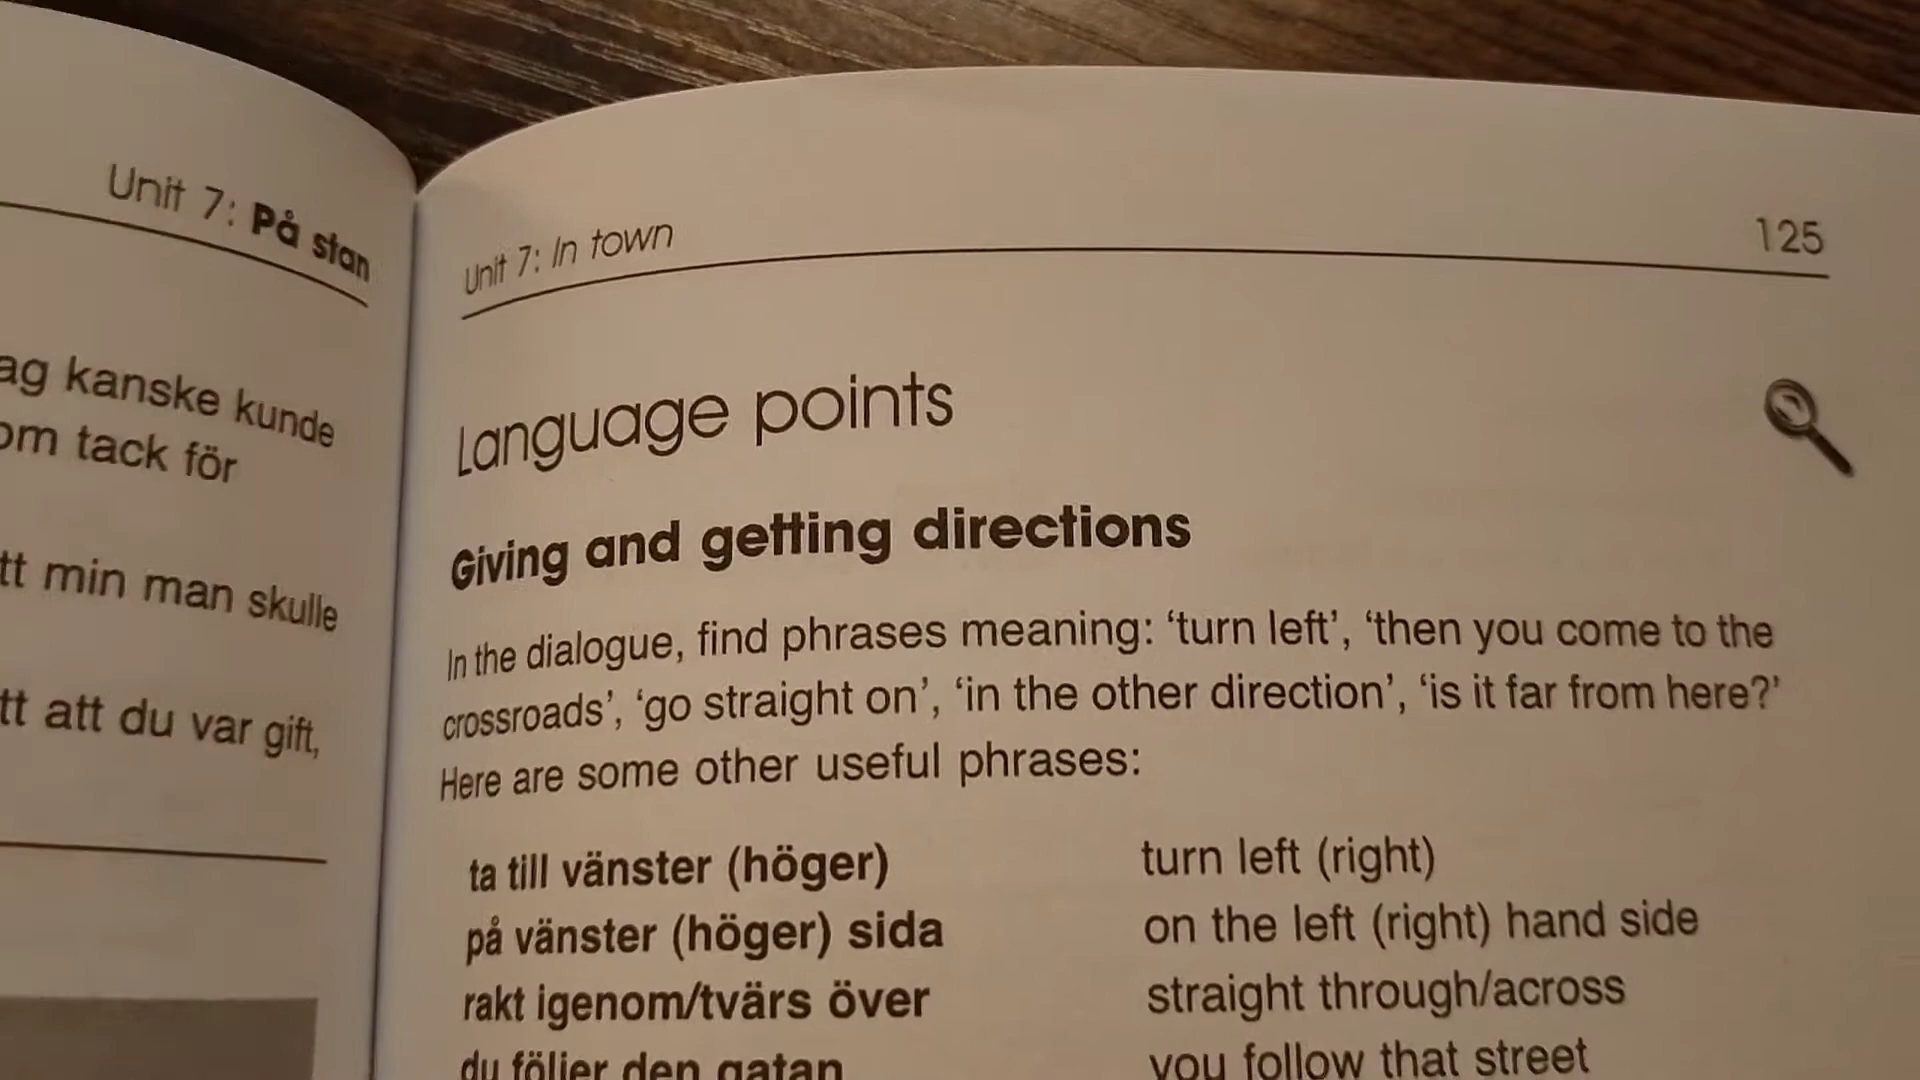 Unit 7: På stan
ag kanske kunde
om tack för
tt min man skulle
tt att du var gift,
Unit 7: In town
125
Language points
Giving and getting directions
In the dialogue, find phrases meaning: ‘turn left’, ‘then you come to the
crossroads’, ‘go straight on’, ‘in the other direction’, ‘is it far from here?’
Here are some other useful phrases:
ta till vänster (höger) turn left (right)
på vänster (höger) sida on the left (right) hand side
rakt igenom/tvärs över straight through/across
du följer den gatan you follow that street